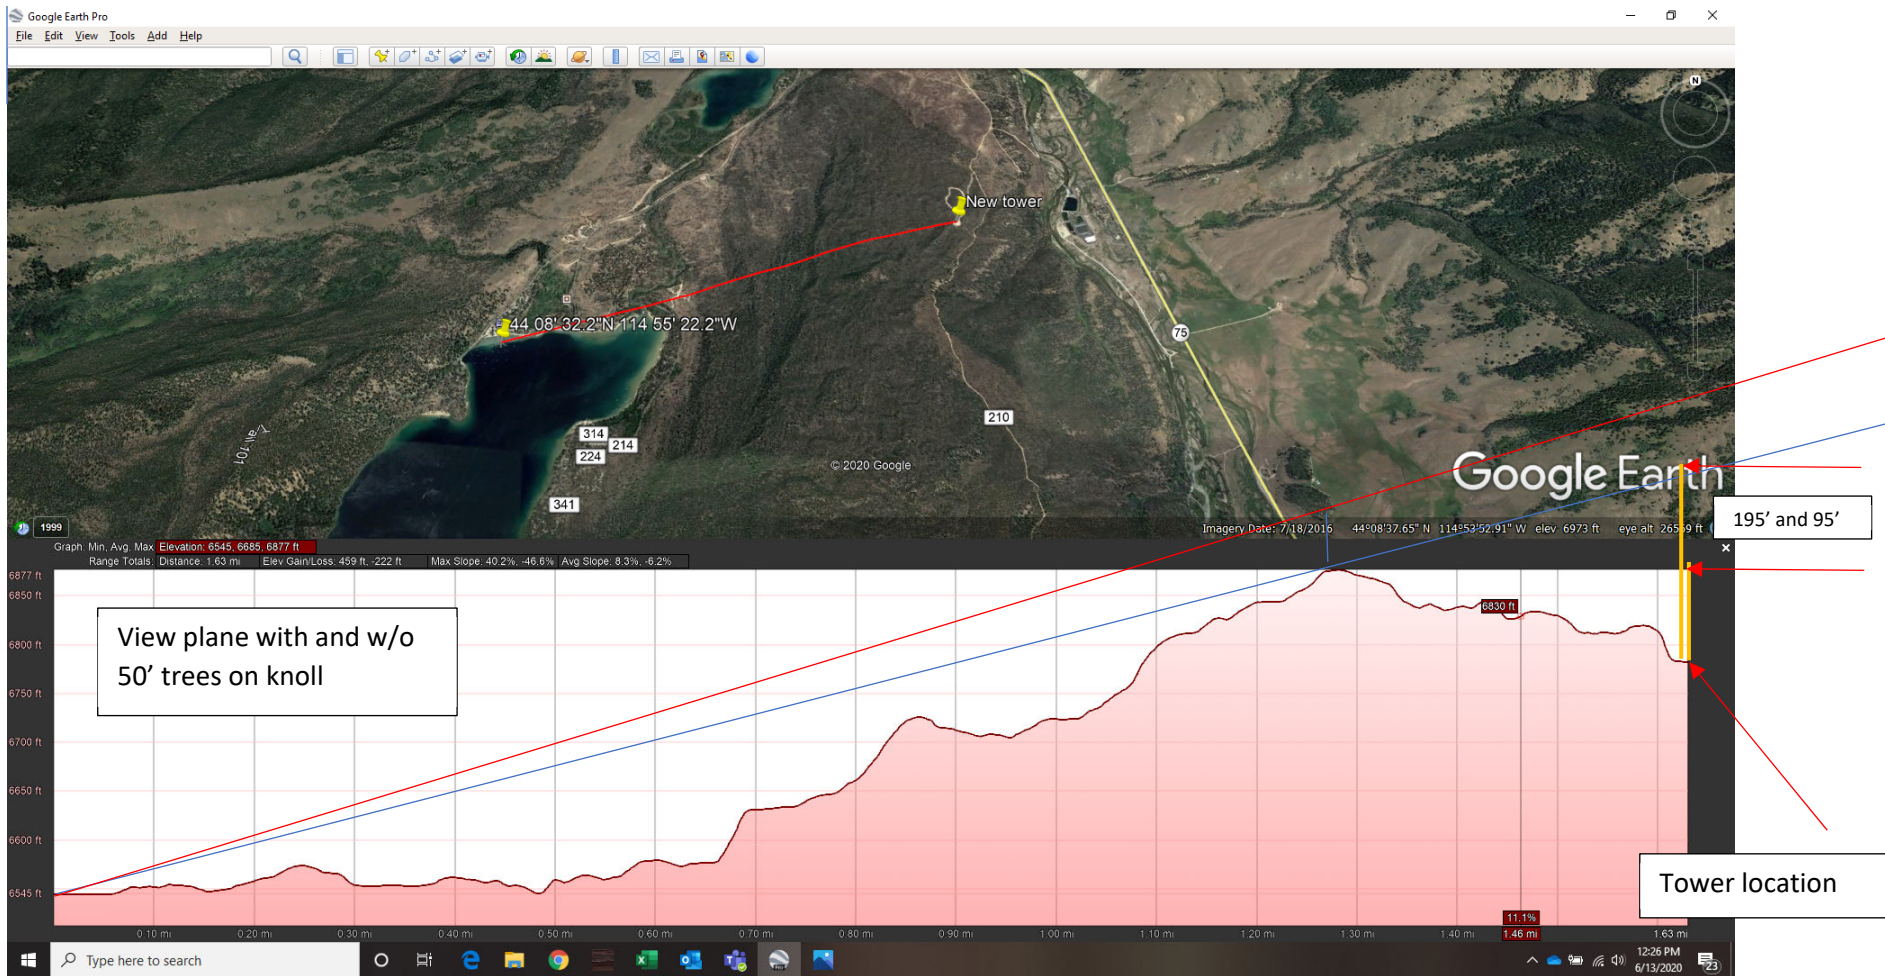 Google Earth Pro
File Edit View Tools Add Help
N
New tower
44 08' 32.2"N 114 55' 22.2"W
75
210
314
214
224
341
© 2020 Google
Google Earth
1999
Imagery Date: 7/18/2016 44°08'37.65" N 114°53'52.91" W elev 6973 ft eye alt 26569 ft
195' and 95'
Graph: Min, Avg, Max Elevation: 6545, 6685, 6877 ft
Range Totals: Distance: 1.63 mi Elev Gain/Loss: 459 ft, -222 ft Max Slope: 40.2%, -46.6% Avg Slope: 8.3%, -6.2%
6877 ft
6850 ft
6800 ft
6750 ft
6700 ft
6650 ft
6600 ft
6545 ft
View plane with and w/o
50' trees on knoll
6830 ft
Tower location
11.1%
0.10 mi 0.20 mi 0.30 mi 0.40 mi 0.50 mi 0.60 mi 0.70 mi 0.80 mi 0.90 mi 1.00 mi 1.10 mi 1.20 mi 1.30 mi 1.40 mi 1.46 mi 1.63 mi
Type here to search
12:26 PM
6/13/2020
23